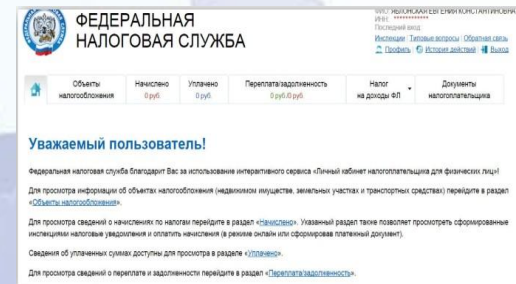 ФЕДЕРАЛЬНАЯ
НАЛОГОВАЯ СЛУЖБА
ФИО: ЯБЛОНСКАЯ ЕВГЕНИЯ КОНСТАНТИНОВНА
ИНН: ************
Последний вход:
Инспекции | Типовые вопросы | Обратная связь
Профиль | История действий | Выход
Объекты налогообложения
Начислено 0 руб.
Уплачено 0 руб.
Переплата/задолженность 0 руб./0 руб.
Налог на доходы ФЛ
Документы налогоплательщика
Уважаемый пользователь!
Федеральная налоговая служба благодарит Вас за использование интерактивного сервиса «Личный кабинет налогоплательщика для физических лиц»!
Для просмотра информации об объектах налогообложения (недвижимом имуществе, земельных участках и транспортных средствах) перейдите в раздел
«Объекты налогообложения».
Для просмотра сведений о начислениях по налогам перейдите в раздел «Начислено». Указанный раздел также позволяет просмотреть сформированные
инспекциями налоговые уведомления и оплатить начисления (в режиме онлайн или сформировав платежный документ).
Сведения об уплаченных суммах доступны для просмотра в разделе «Уплачено».
Для просмотра сведений о переплате и задолженности перейдите в раздел «Переплата/задолженность».